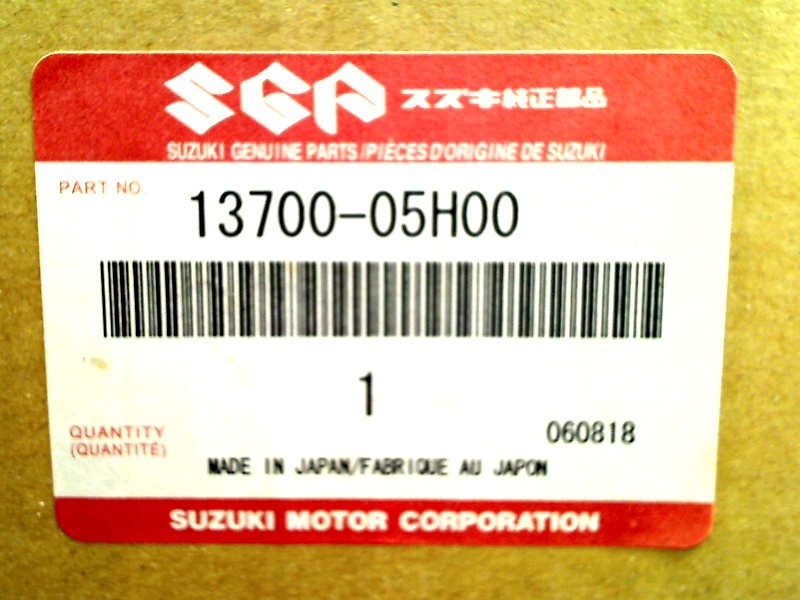 SGP スズキ純正部品
SUZUKI GENUINE PARTS/PIÈCES D'ORIGINE DE SUZUKI
PART NO 13700-05H00
1
QUANTITY
(QUANTITÉ)
060818
MADE IN JAPAN/FABRIQUE AU JAPON
SUZUKI MOTOR CORPORATION